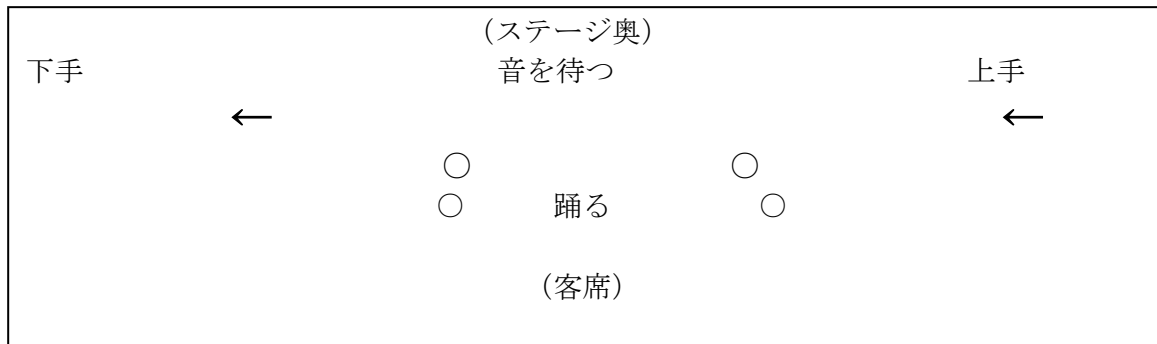 (ステージ奥)
下手 音を待つ 上手
← ←
○ ○
○ 踊る ○
(客席)